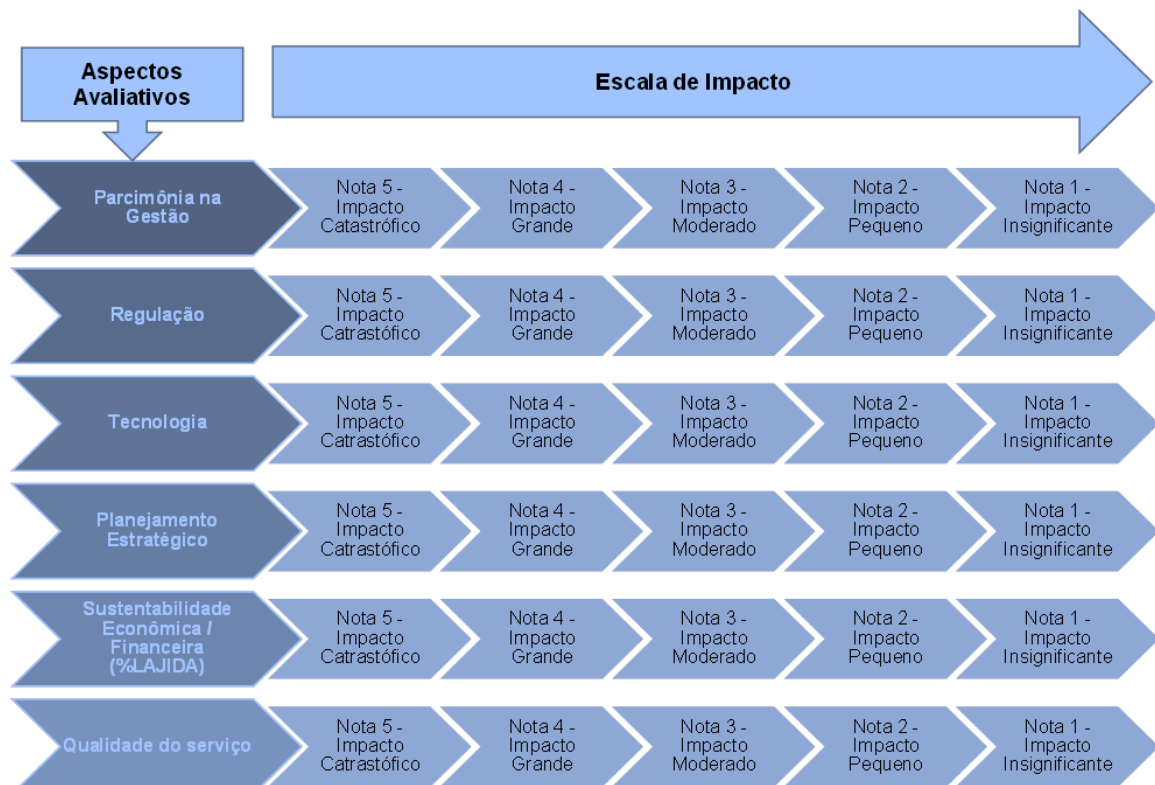 Aspectos
Avaliativos
Escala de Impacto
Parcimônia na
Gestão
Nota 5 -
Impacto
Catastrófico
Nota 4 -
Impacto
Grande
Nota 3 -
Impacto
Moderado
Nota 2 -
Impacto
Pequeno
Nota 1 -
Impacto
Insignificante
Regulação
Nota 5 -
Impacto
Catrastófico
Nota 4 -
Impacto
Grande
Nota 3 -
Impacto
Moderado
Nota 2 -
Impacto
Pequeno
Nota 1 -
Impacto
Insignificante
Tecnologia
Nota 5 -
Impacto
Catrastófico
Nota 4 -
Impacto
Grande
Nota 3 -
Impacto
Moderado
Nota 2 -
Impacto
Pequeno
Nota 1 -
Impacto
Insignificante
Planejamento
Estratégico
Nota 5 -
Impacto
Catrastófico
Nota 4 -
Impacto
Grande
Nota 3 -
Impacto
Moderado
Nota 2 -
Impacto
Pequeno
Nota 1 -
Impacto
Insignificante
Sustentabilidade
Econômica /
Financeira
(%LAJIDA)
Nota 5 -
Impacto
Catrastófico
Nota 4 -
Impacto
Grande
Nota 3 -
Impacto
Moderado
Nota 2 -
Impacto
Pequeno
Nota 1 -
Impacto
Insignificante
Qualidade do serviço
Nota 5 -
Impacto
Catrastófico
Nota 4 -
Impacto
Grande
Nota 3 -
Impacto
Moderado
Nota 2 -
Impacto
Pequeno
Nota 1 -
Impacto
Insignificante